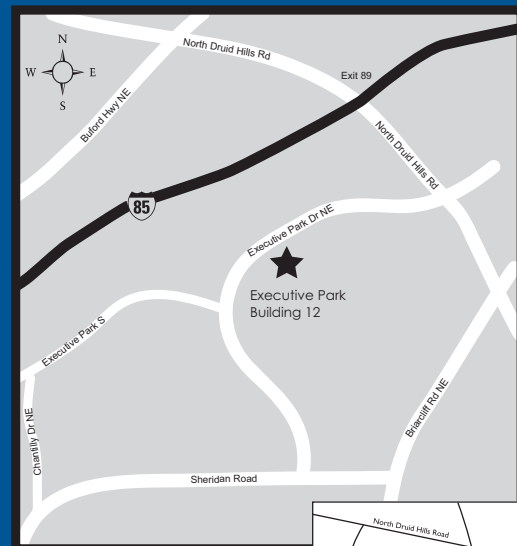 North Druid Hills Rd
N
W E
S
Exit 89
Buford Hwy NE
North Druid Hills Rd
85
Executive Park Dr NE
Executive Park
Building 12
Executive Park S
Chantilly Dr NE
Briarcliff Rd NE
Sheridan Road
North Druid Hills Road